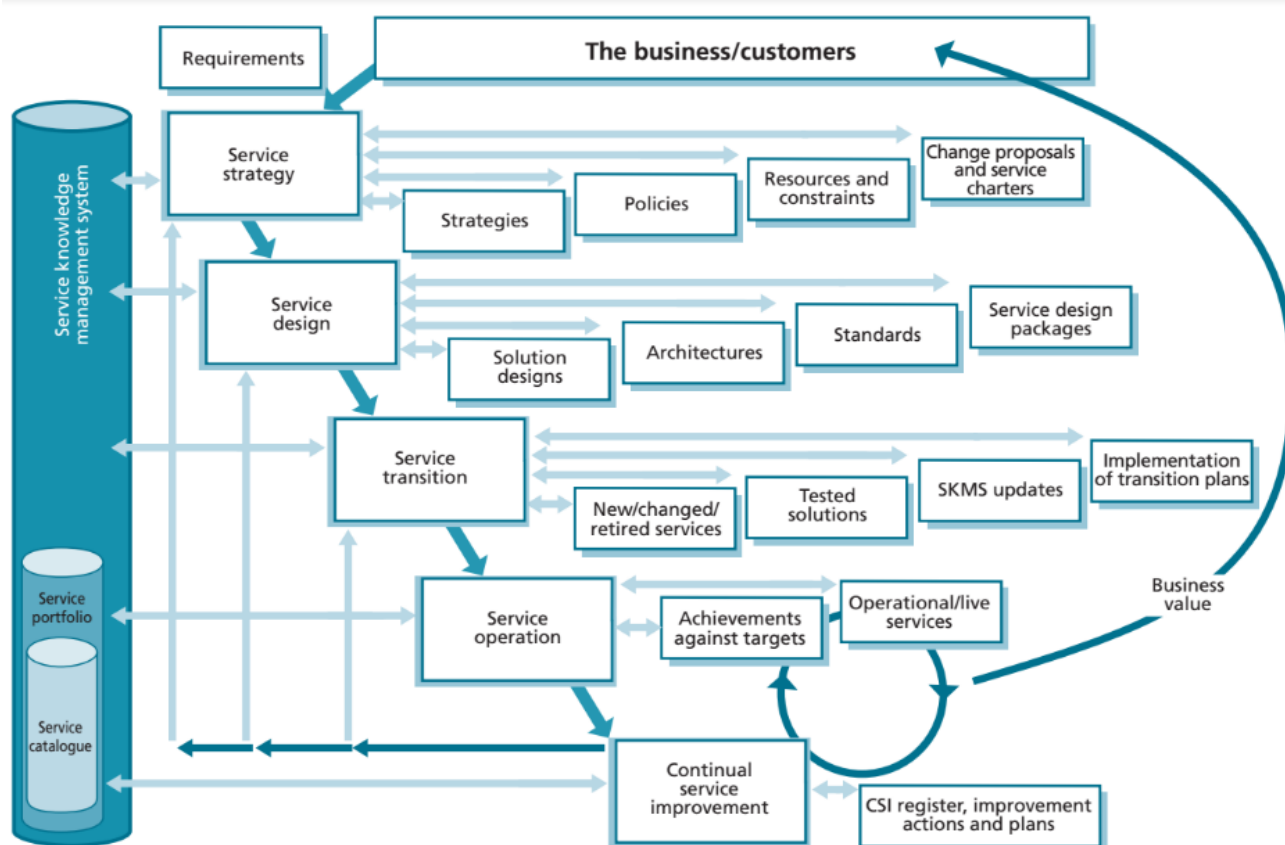 Requirements
The business/customers
Service knowledge
management system
Service
strategy
Strategies
Policies
Resources and
constraints
Change proposals
and service
charters
Service
design
Solution
designs
Architectures
Standards
Service design
packages
Service
transition
New/changed/
retired services
Tested
solutions
SKMS updates
Implementation
of transition plans
Service
portfolio
Service
operation
Achievements
against targets
Operational/live
services
Business
value
Service
catalogue
Continual
service
improvement
CSI register, improvement
actions and plans